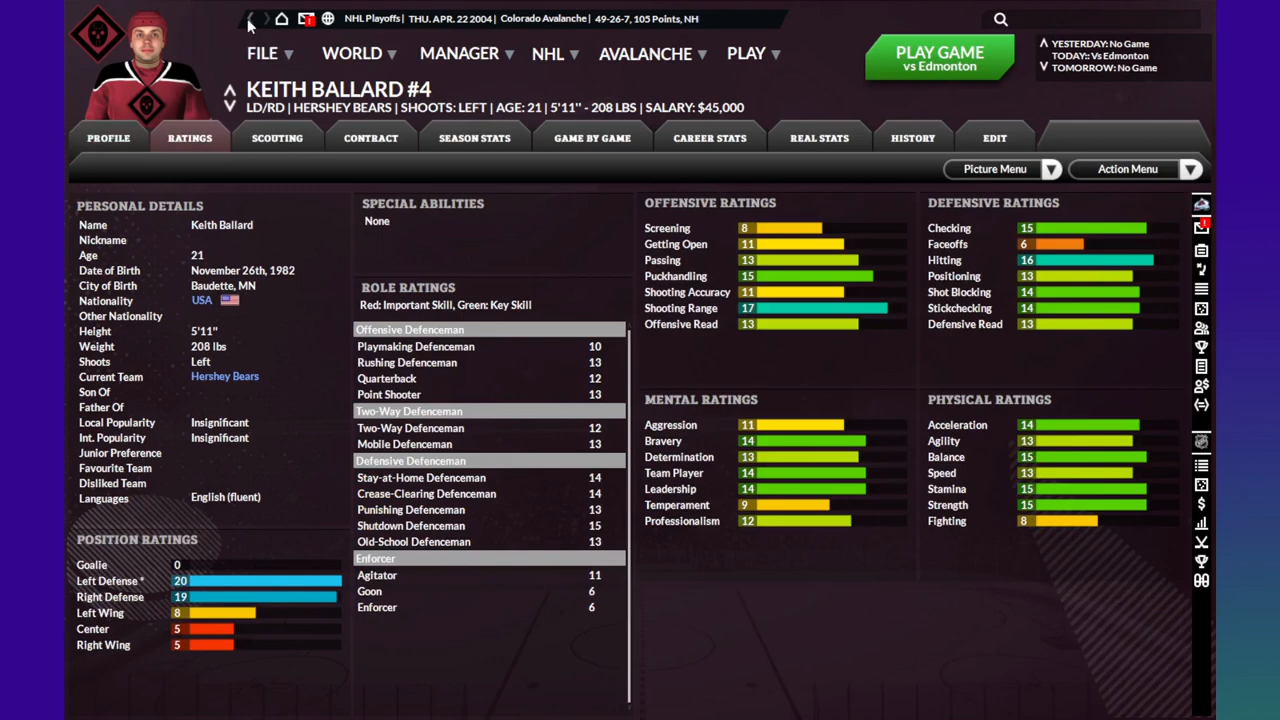 NHL Playoffs | THU. APR. 22 2004 | Colorado Avalanche | 49-26-7, 105 Points, NH
FILE WORLD MANAGER NHL AVALANCHE PLAY
PLAY GAME
vs Edmonton
YESTERDAY: No Game
TODAY:: Vs Edmonton
TOMORROW: No Game
KEITH BALLARD #4
LD/RD | HERSHEY BEARS | SHOOTS: LEFT | AGE: 21 | 5'11" - 208 LBS | SALARY: $45,000
PROFILE RATINGS SCOUTING CONTRACT SEASON STATS GAME BY GAME CAREER STATS REAL STATS HISTORY EDIT
Picture Menu Action Menu
PERSONAL DETAILS
Name Keith Ballard
Nickname
Age 21
Date of Birth November 26th, 1982
City of Birth Baudette, MN
Nationality USA
Other Nationality
Height 5'11"
Weight 208 lbs
Shoots Left
Current Team Hershey Bears
Son Of
Father Of
Local Popularity Insignificant
Int. Popularity Insignificant
Junior Preference
Favourite Team
Disliked Team
Languages English (fluent)
POSITION RATINGS
Goalie 0
Left Defense * 20
Right Defense 19
Left Wing 8
Center 5
Right Wing 5
SPECIAL ABILITIES
None
ROLE RATINGS
Red: Important Skill, Green: Key Skill
Offensive Defenceman
Playmaking Defenceman 10
Rushing Defenceman 13
Quarterback 12
Point Shooter 13
Two-Way Defenceman
Two-Way Defenceman 12
Mobile Defenceman 13
Defensive Defenceman
Stay-at-Home Defenceman 14
Crease-Clearing Defenceman 14
Punishing Defenceman 13
Shutdown Defenceman 15
Old-School Defenceman 13
Enforcer
Agitator 11
Goon 6
Enforcer 6
OFFENSIVE RATINGS
Screening 8
Getting Open 11
Passing 13
Puckhandling 15
Shooting Accuracy 11
Shooting Range 17
Offensive Read 13
DEFENSIVE RATINGS
Checking 15
Faceoffs 6
Hitting 16
Positioning 13
Shot Blocking 14
Stickchecking 14
Defensive Read 13
MENTAL RATINGS
Aggression 11
Bravery 14
Determination 13
Team Player 14
Leadership 14
Temperament 9
Professionalism 12
PHYSICAL RATINGS
Acceleration 14
Agility 13
Balance 15
Speed 13
Stamina 15
Strength 15
Fighting 8